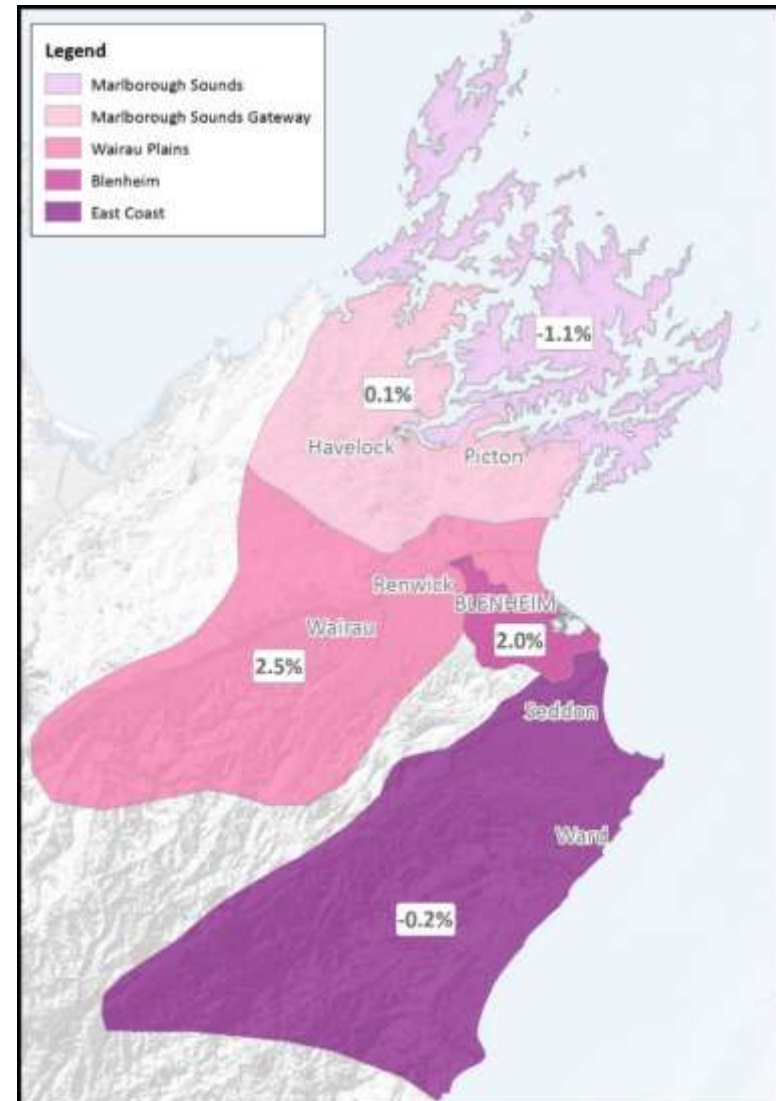 Legend
Marlborough Sounds
Marlborough Sounds Gateway
Wairau Plains
Blenheim
East Coast
-1.1%
0.1%
Havelock
Picton
Renwick
BLENHEIM
Wairau
2.0%
2.5%
Seddon
Ward
-0.2%